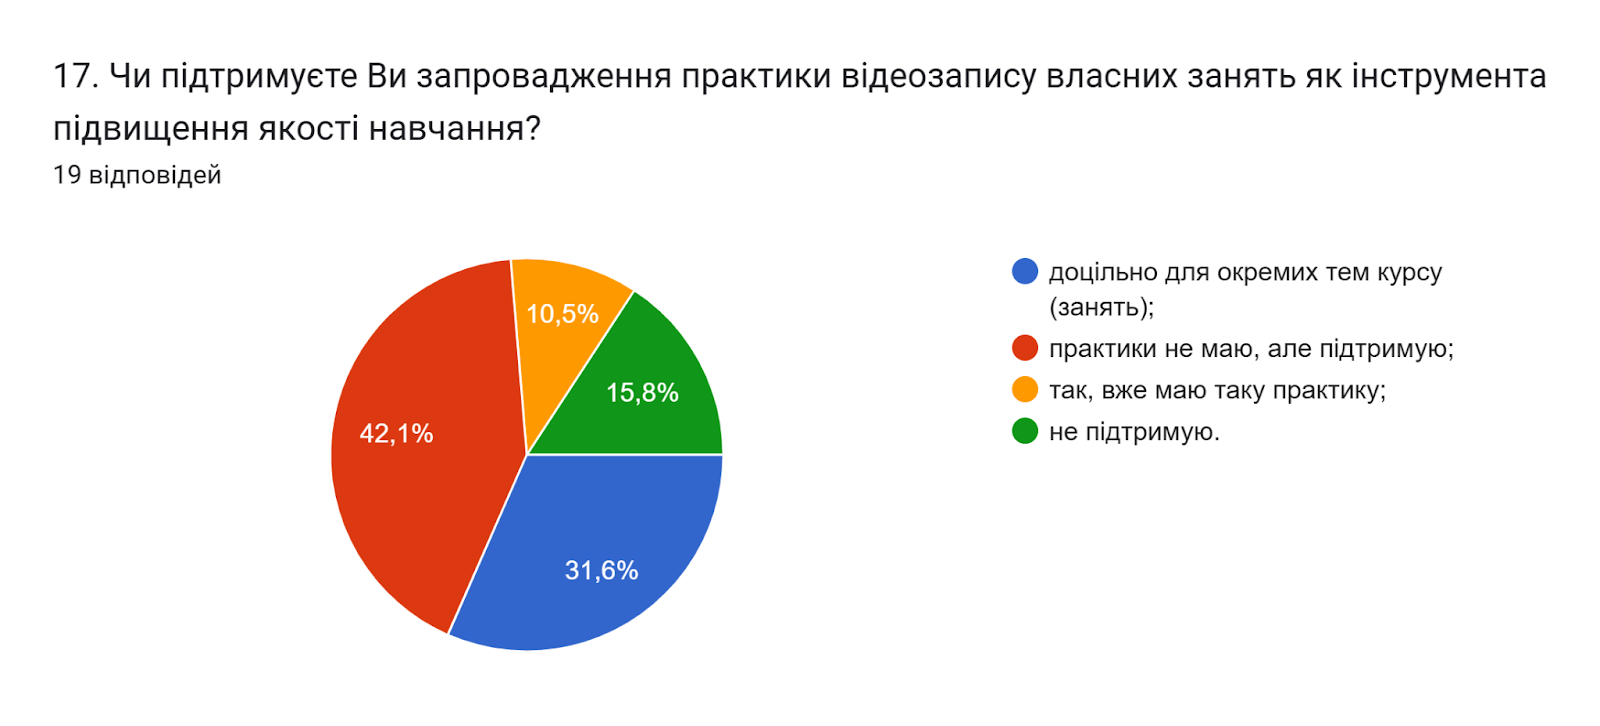 17. Чи підтримуєте Ви запровадження практики відеозапису власних занять як інструмента
підвищення якості навчання?
19 відповідей
10,5%
15,8%
42,1%
31,6%
доцільно для окремих тем курсу
(занять);
практики не маю, але підтримую;
так, вже маю таку практику;
не підтримую.